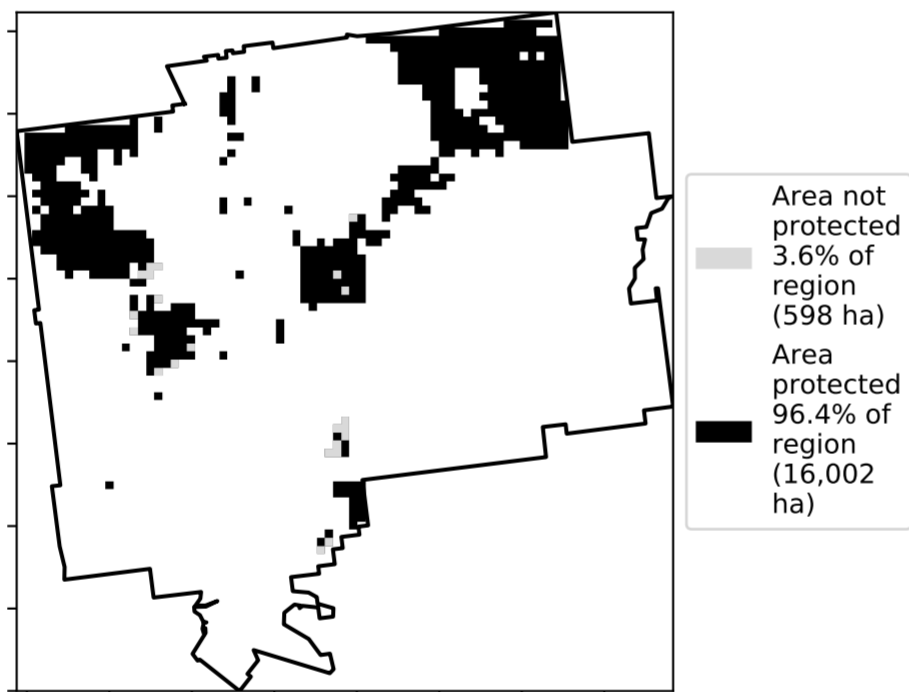 Area not
protected
3.6% of
region
(598 ha)
Area
protected
96.4% of
region
(16,002
ha)